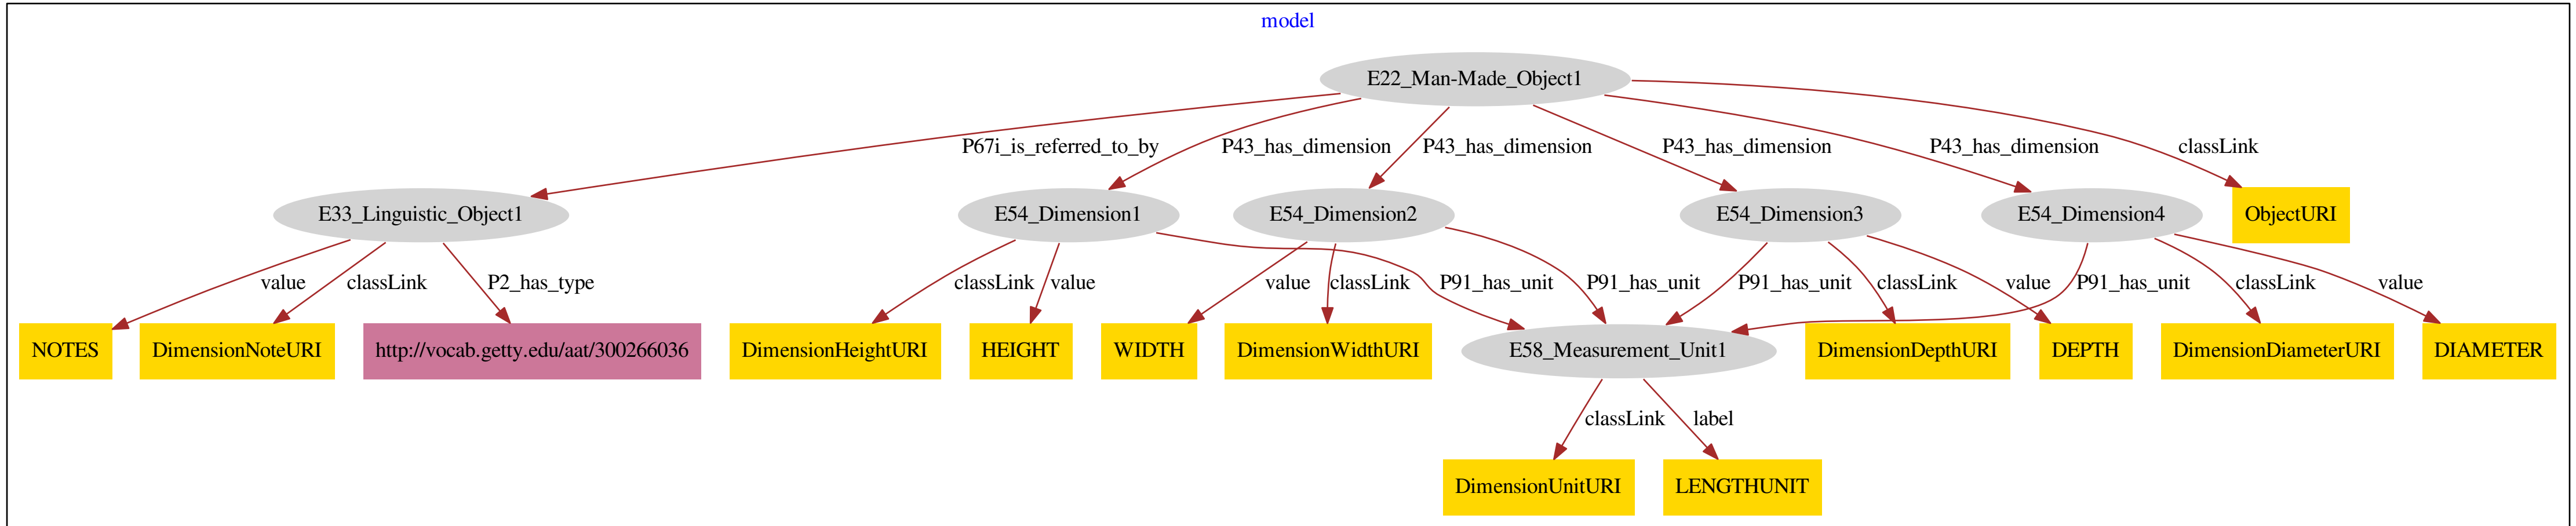 model
E22_Man-Made_Object1
P67i_is_referred_to_by P43_has_dimension P43_has_dimension P43_has_dimension P43_has_dimension classLink
E33_Linguistic_Object1 E54_Dimension1 E54_Dimension2 E54_Dimension3 E54_Dimension4 ObjectURI
value classLink P2_has_type classLink value value classLink P91_has_unit P91_has_unit P91_has_unit classLink value P91_has_unit classLink value
NOTES DimensionNoteURI http://vocab.getty.edu/aat/300266036 DimensionHeightURI HEIGHT WIDTH DimensionWidthURI E58_Measurement_Unit1 DimensionDepthURI DEPTH DimensionDiameterURI DIAMETER
classLink label
DimensionUnitURI LENGTHUNIT